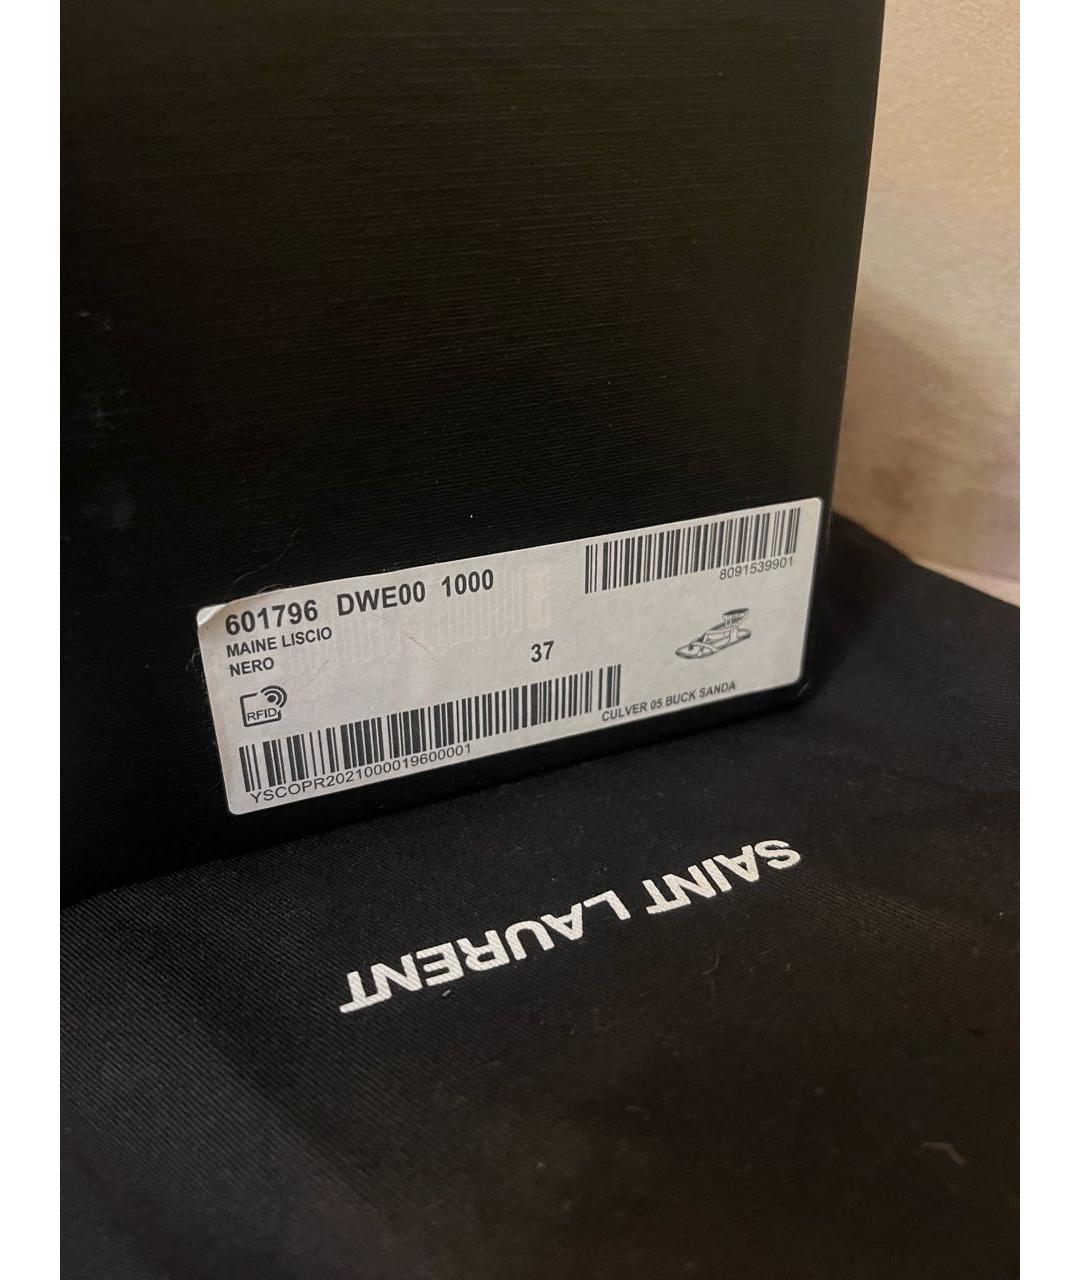 601796 DWE00 1000
8091539901
MAINE LISCIO
NERO
37
RFID
CULVER 05 BUCK SANDA
YSCOPR2021000019600001
SAINT LAURENT